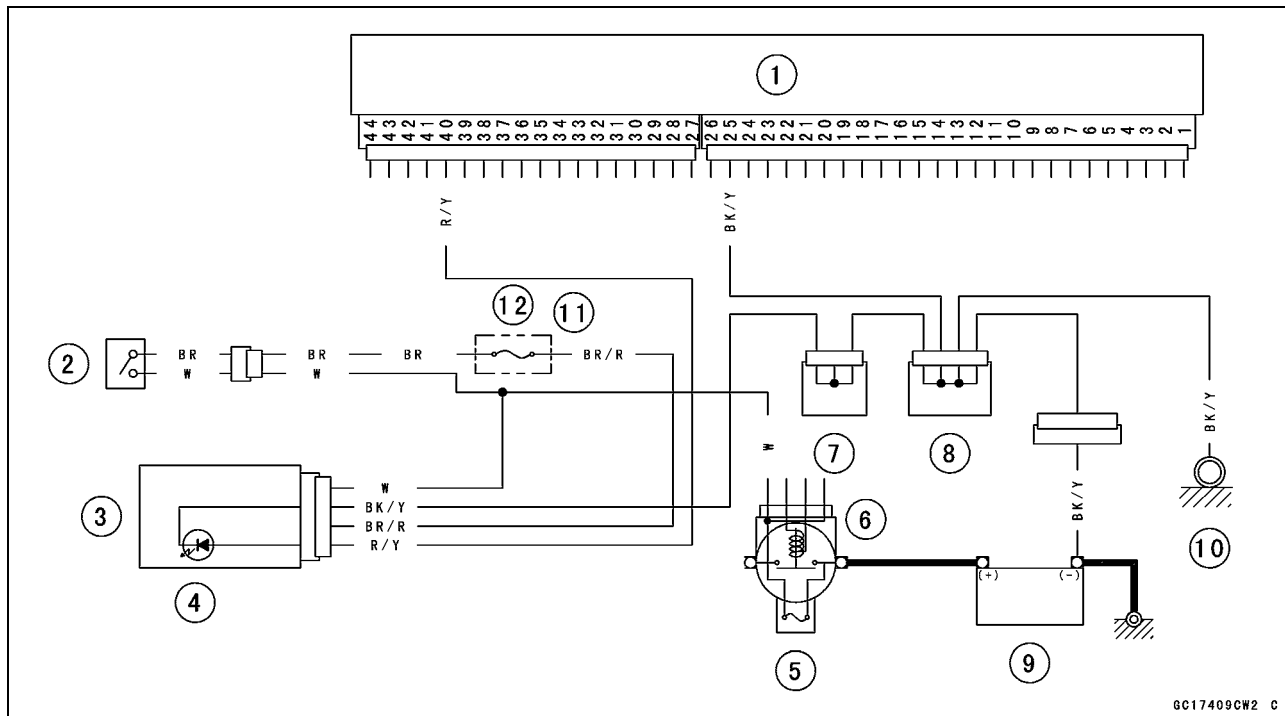 1
44 43 42 41 40 39 38 37 36 35 34 33 32 31 30 29 28 27 26 25 24 23 22 21 20 19 18 17 16 15 14 13 12 11 10 9 8 7 6 5 4 3 2 1
R/Y
BK/Y
12
11
2
BR
BR
BR
BR/R
W
W
BK/Y
7
8
W
W
3
BK/Y
BR/R
R/Y
BK/Y
6
10
4
(+)
(-)
5
9
GC17409CW2 C